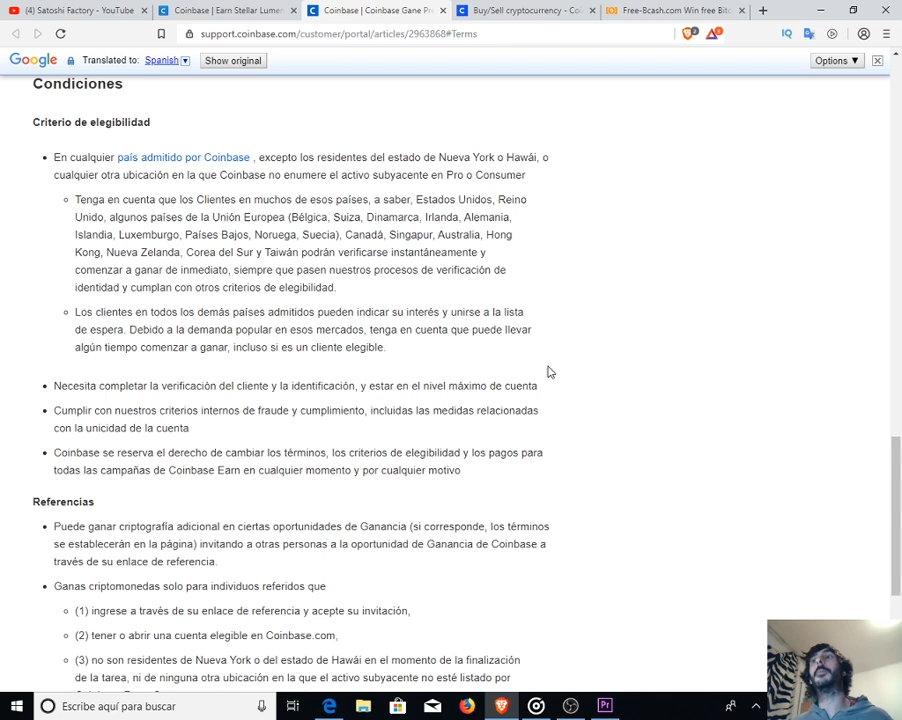 (4) Satoshi Factory - YouTube
Coinbase | Earn Stellar Lumen
Coinbase | Coinbase Gane Pr
Buy/Sell cryptocurrency - Co
Free-Bcash.com Win free Bit
support.coinbase.com/customer/portal/articles/2963868#Terms
Google Translated to: Spanish Show original
Options ▼
Condiciones
Criterio de elegibilidad
En cualquier país admitido por Coinbase , excepto los residentes del estado de Nueva York o Hawái, o
cualquier otra ubicación en la que Coinbase no enumere el activo subyacente en Pro o Consumer
Tenga en cuenta que los Clientes en muchos de esos países, a saber, Estados Unidos, Reino
Unido, algunos países de la Unión Europea (Bélgica, Suiza, Dinamarca, Irlanda, Alemania,
Islandia, Luxemburgo, Países Bajos, Noruega, Suecia), Canadá, Singapur, Australia, Hong
Kong, Nueva Zelanda, Corea del Sur y Taiwán podrán verificarse instantáneamente y
comenzar a ganar de inmediato, siempre que pasen nuestros procesos de verificación de
identidad y cumplan con otros criterios de elegibilidad.
Los clientes en todos los demás países admitidos pueden indicar su interés y unirse a la lista
de espera. Debido a la demanda popular en esos mercados, tenga en cuenta que puede llevar
algún tiempo comenzar a ganar, incluso si es un cliente elegible.
Necesita completar la verificación del cliente y la identificación, y estar en el nivel máximo de cuenta
Cumplir con nuestros criterios internos de fraude y cumplimiento, incluidas las medidas relacionadas
con la unicidad de la cuenta
Coinbase se reserva el derecho de cambiar los términos, los criterios de elegibilidad y los pagos para
todas las campañas de Coinbase Earn en cualquier momento y por cualquier motivo
Referencias
Puede ganar criptografía adicional en ciertas oportunidades de Ganancia (si corresponde, los términos
se establecerán en la página) invitando a otras personas a la oportunidad de Ganancia de Coinbase a
través de su enlace de referencia.
Ganas criptomonedas solo para individuos referidos que
(1) ingrese a través de su enlace de referencia y acepte su invitación,
(2) tener o abrir una cuenta elegible en Coinbase.com,
(3) no son residentes de Nueva York o del estado de Hawái en el momento de la finalización
de la tarea, ni de ninguna otra ubicación en la que el activo subyacente no esté listado por
Escribe aquí para buscar